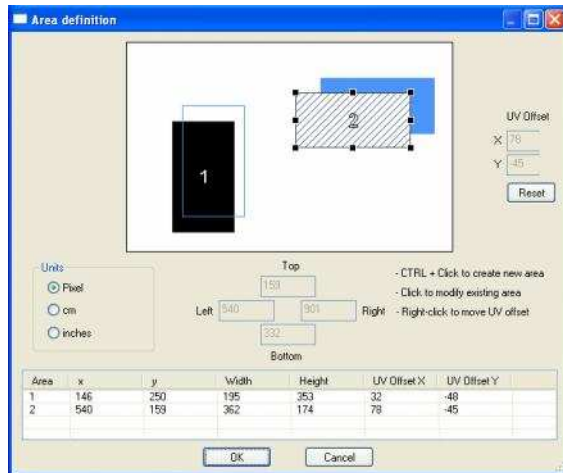 Area definition
2
1
UV Offset
X 78
Y -45
Reset
Units
Pixel
cm
inches
Top
159
Left 540 901 Right
332
Bottom
- CTRL + Click to create new area
- Click to modify existing area
- Right-click to move UV offset
Area x y Width Height UV Offset X UV Offset Y
1 146 250 195 353 32 -48
2 540 159 362 174 78 -45
OK Cancel